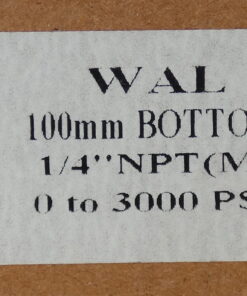 WAL
100mm BOTTO
1/4"NPT(M
0 to 3000 PS